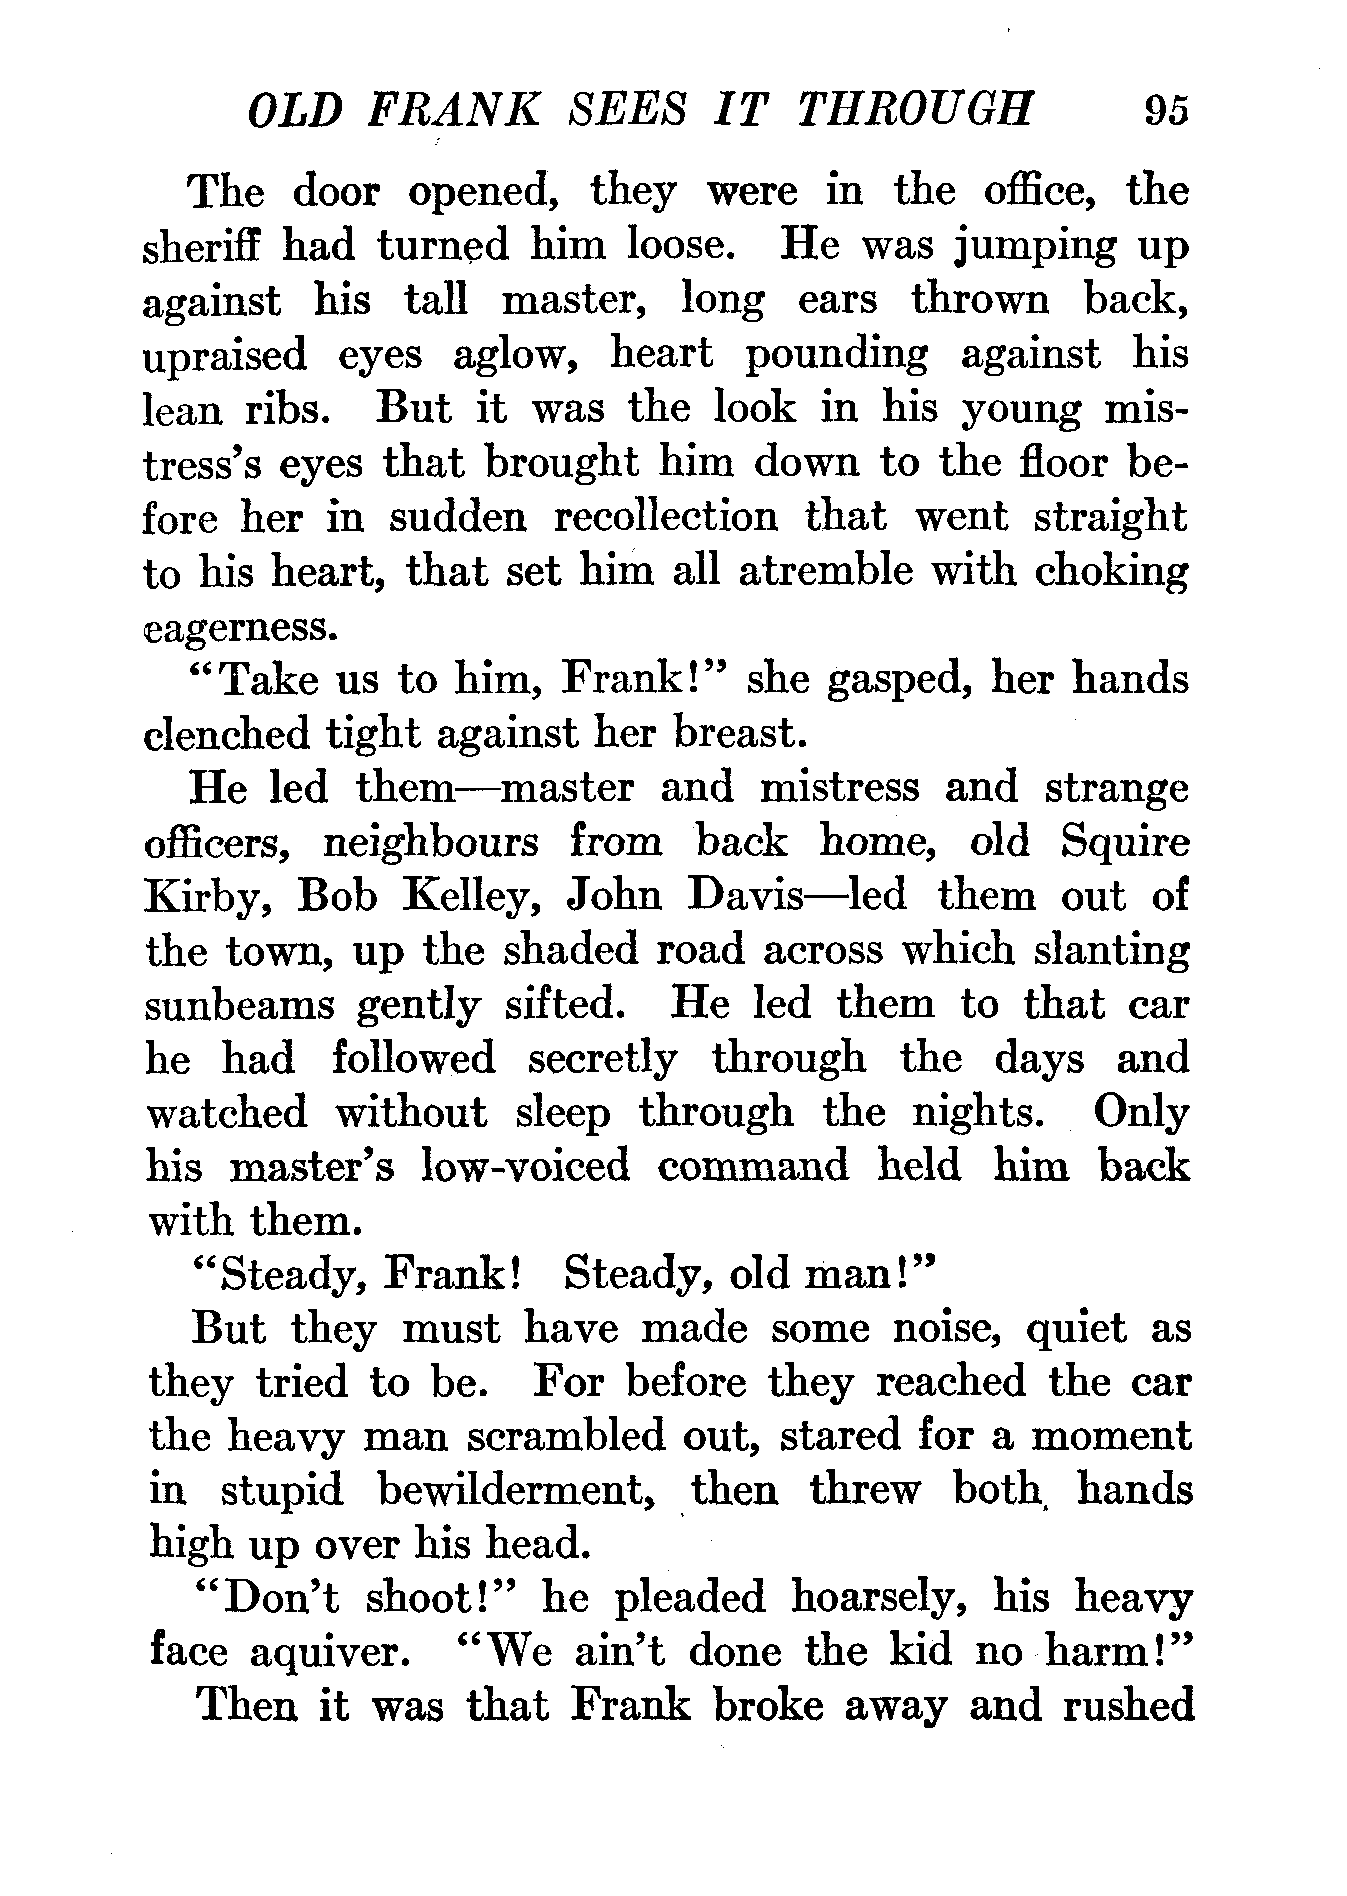 OLD FRANK SEES IT THROUGH 95
The door opened, they were in the office, the
sheriff had turned him loose. He was jumping up
against his tall master, long ears thrown back,
upraised eyes aglow, heart pounding against his
lean ribs. But it was the look in his young mis-
tress's eyes that brought him down to the floor be-
fore her in sudden recollection that went straight
to his heart, that set him all atremble with choking
eagerness.
"Take us to him, Frank!" she gasped, her hands
clenched tight against her breast.
He led them—master and mistress and strange
officers, neighbours from back home, old Squire
Kirby, Bob Kelley, John Davis—led them out of
the town, up the shaded road across which slanting
sunbeams gently sifted. He led them to that car
he had followed secretly through the days and
watched without sleep through the nights. Only
his master's low-voiced command held him back
with them.
"Steady, Frank! Steady, old man!"
But they must have made some noise, quiet as
they tried to be. For before they reached the car
the heavy man scrambled out, stared for a moment
in stupid bewilderment, then threw both hands
high up over his head.
"Don't shoot!" he pleaded hoarsely, his heavy
face aquiver. "We ain't done the kid no harm!"
Then it was that Frank broke away and rushed